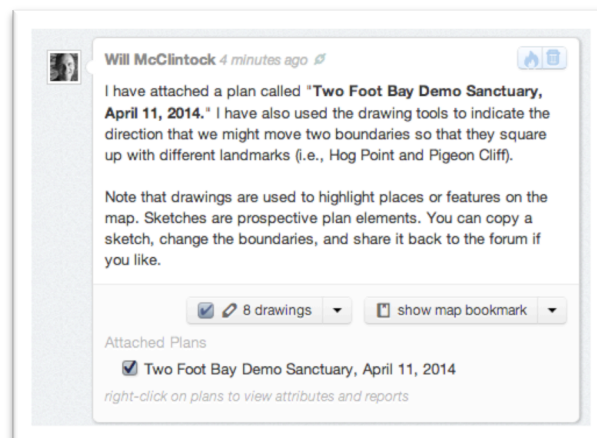 Will McClintock 4 minutes ago
I have attached a plan called "Two Foot Bay Demo Sanctuary,
April 11, 2014." I have also used the drawing tools to indicate the
direction that we might move two boundaries so that they square
up with different landmarks (i.e., Hog Point and Pigeon Cliff).
Note that drawings are used to highlight places or features on the
map. Sketches are prospective plan elements. You can copy a
sketch, change the boundaries, and share it back to the forum if
you like.
8 drawings show map bookmark
Attached Plans
Two Foot Bay Demo Sanctuary, April 11, 2014
right-click on plans to view attributes and reports